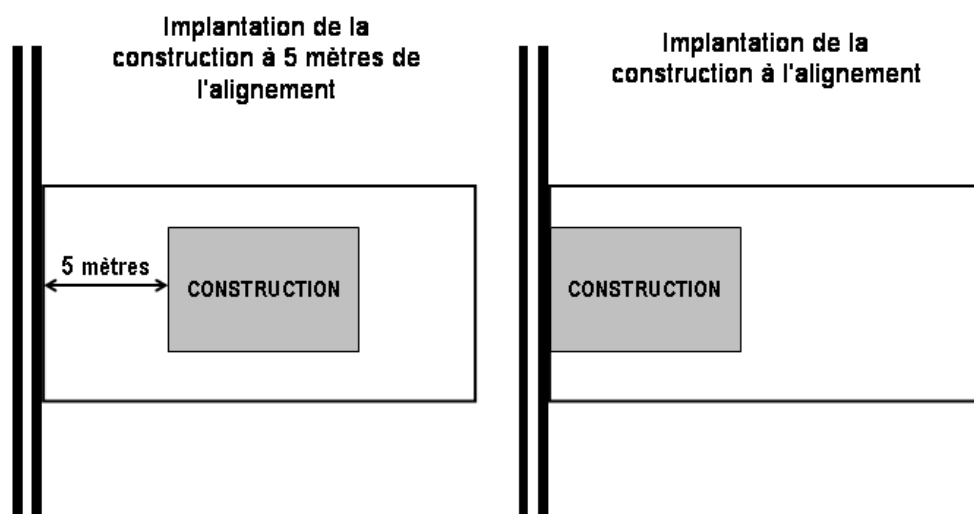 Implantation de la
construction à 5 mètres de
l'alignement
5 mètres
CONSTRUCTION
Implantation de la
construction à l'alignement
CONSTRUCTION